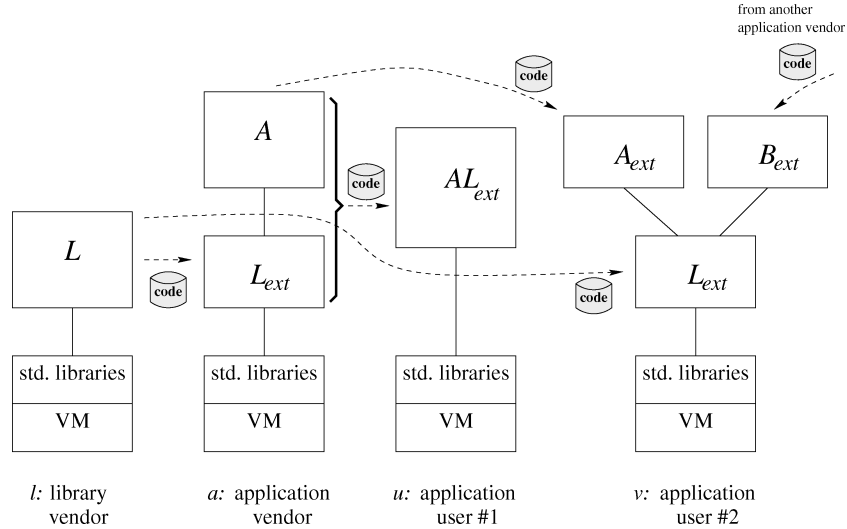 from another
application vendor
code
code
A
A_ext
B_ext
code
AL_ext
L
L_ext
L_ext
code
code
std. libraries
VM
std. libraries
VM
std. libraries
VM
std. libraries
VM
l: library
vendor
a: application
vendor
u: application
user #1
v: application
user #2